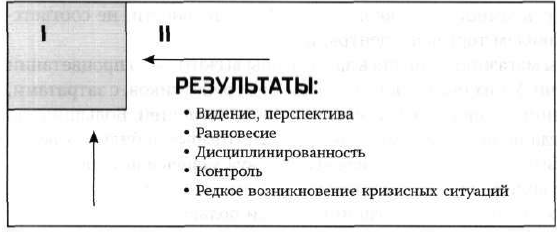 I
II
РЕЗУЛЬТАТЫ:
• Видение, перспектива
• Равновесие
• Дисциплинированность
• Контроль
• Редкое возникновение кризисных ситуаций